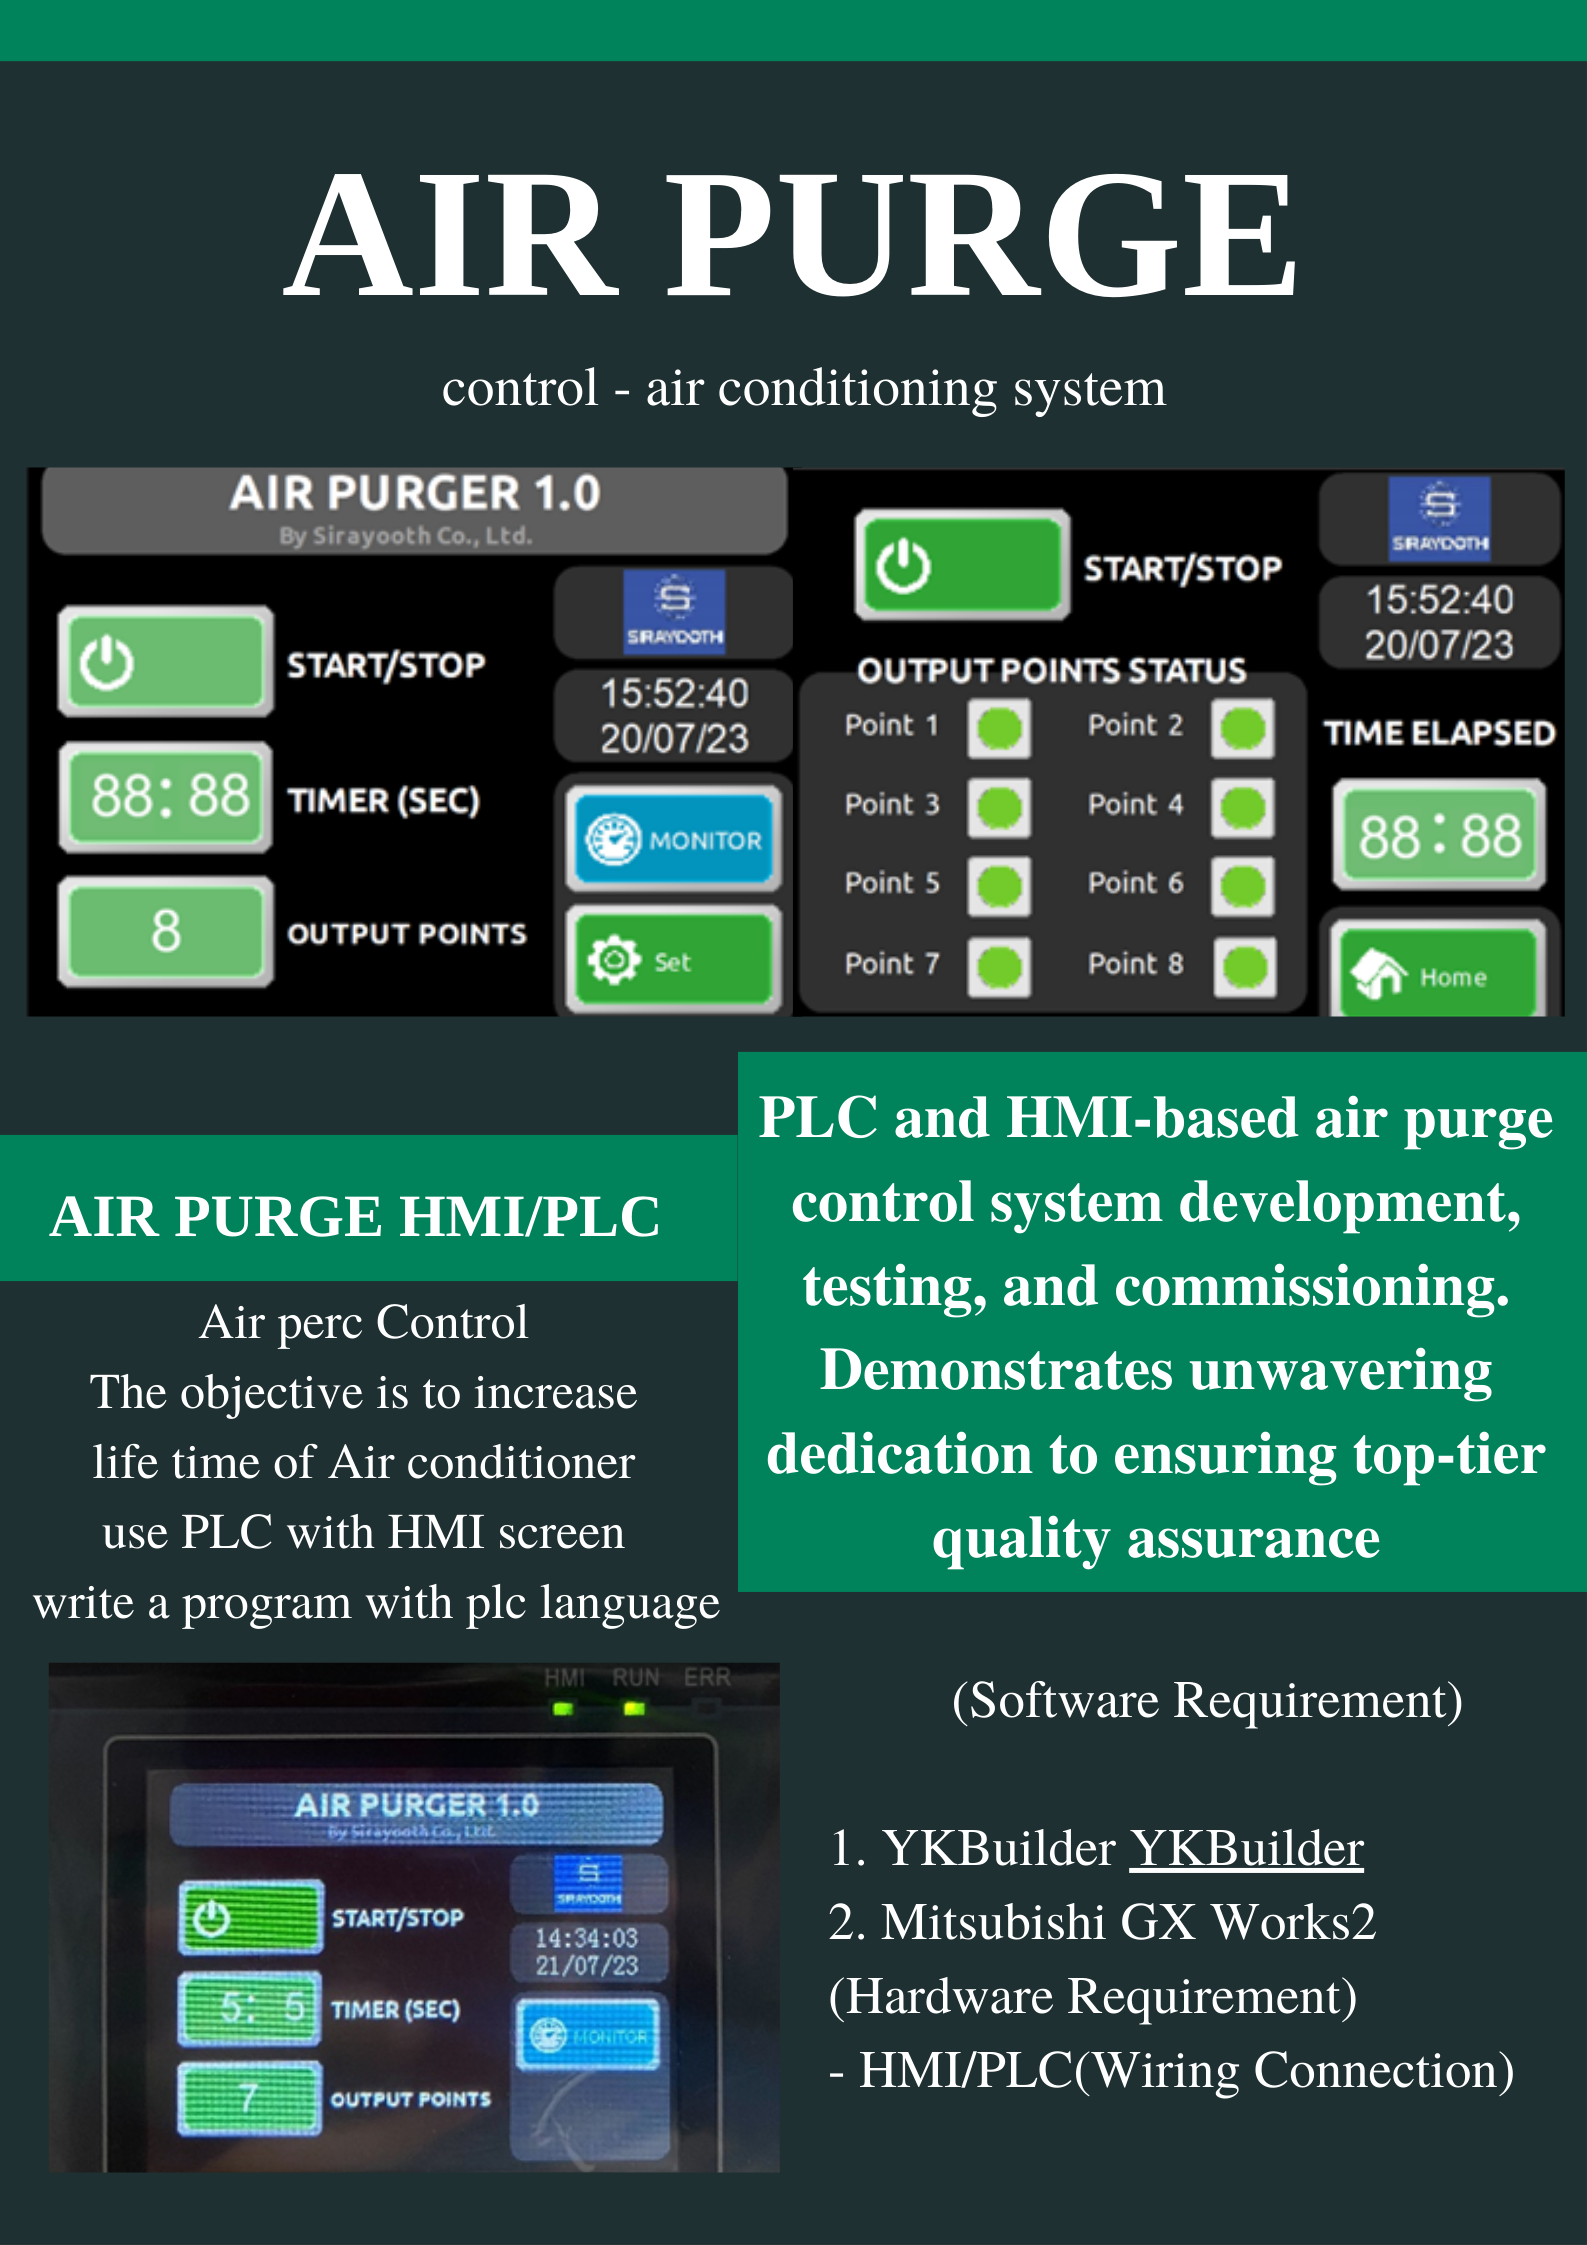 AIR PURGE
control - air conditioning system
AIR PURGER 1.0
By Sirayooth Co., Ltd.
START/STOP
88:88 TIMER (SEC)
8 OUTPUT POINTS
SIRAYOOTH
15:52:40
20/07/23
MONITOR
Set
START/STOP
OUTPUT POINTS STATUS
Point 1 Point 2
Point 3 Point 4
Point 5 Point 6
Point 7 Point 8
SIRAYOOTH
15:52:40
20/07/23
TIME ELAPSED
88:88
Home
AIR PURGE HMI/PLC
Air perc Control
The objective is to increase
life time of Air conditioner
use PLC with HMI screen
write a program with plc language
PLC and HMI-based air purge
control system development,
testing, and commissioning.
Demonstrates unwavering
dedication to ensuring top-tier
quality assurance
HMI RUN ERR
AIR PURGER 1.0
By Sirayooth Co., Ltd.
START/STOP
5: 5 TIMER (SEC)
7 OUTPUT POINTS
SIRAYOOTH
14:34:03
21/07/23
MONITOR
(Software Requirement)
1. YKBuilder YKBuilder
2. Mitsubishi GX Works2
(Hardware Requirement)
- HMI/PLC(Wiring Connection)